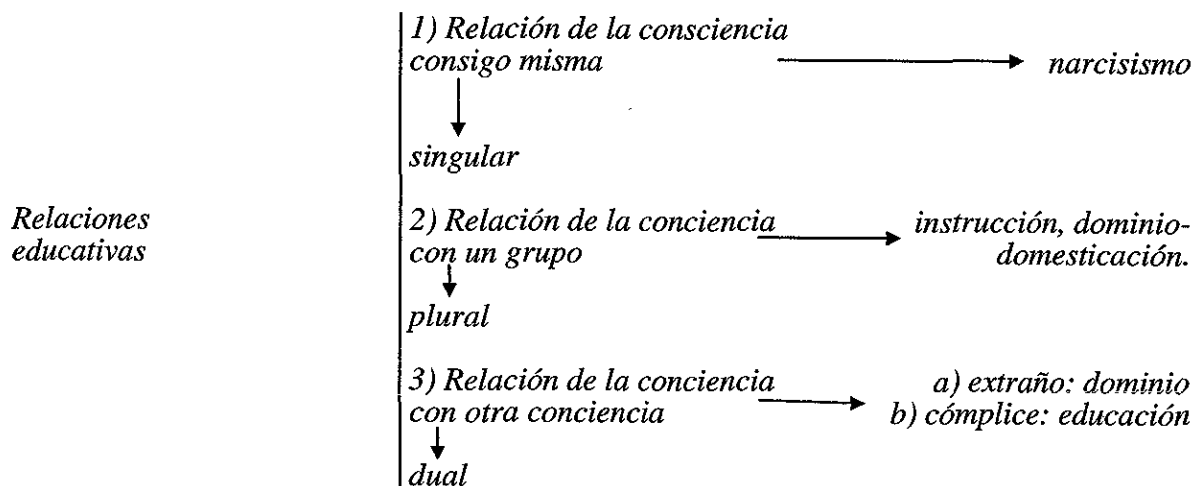 1) Relación de la consciencia
consigo misma
narcisismo
singular
Relaciones
educativas
2) Relación de la conciencia
con un grupo
instrucción, dominio-
domesticación.
plural
3) Relación de la conciencia
con otra conciencia
a) extraño: dominio
b) cómplice: educación
dual